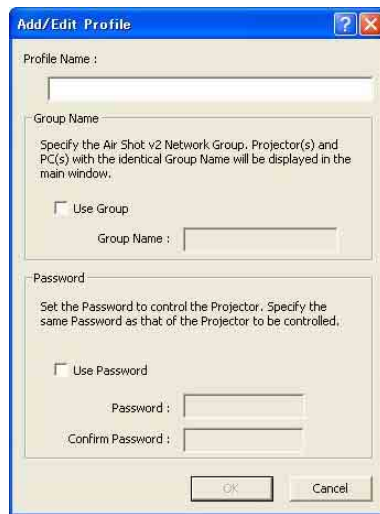 Add/Edit Profile
Profile Name :
Group Name
Specify the Air Shot v2 Network Group. Projector(s) and
PC(s) with the identical Group Name will be displayed in the
main window.
Use Group
Group Name :
Password
Set the Password to control the Projector. Specify the
same Password as that of the Projector to be controlled.
Use Password
Password :
Confirm Password :
OK
Cancel